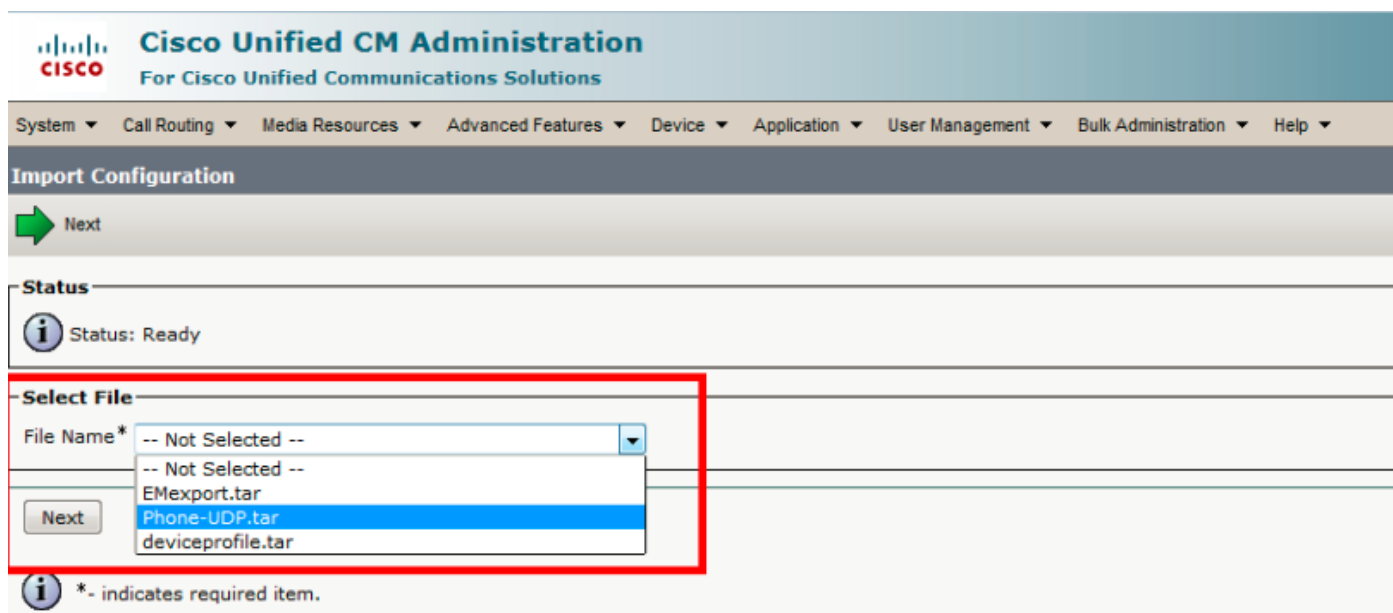 CISCO
Cisco Unified CM Administration
For Cisco Unified Communications Solutions
System Call Routing Media Resources Advanced Features Device Application User Management Bulk Administration Help
Import Configuration
Next
Status
Status: Ready
Select File
File Name* -- Not Selected --
-- Not Selected --
EMexport.tar
Phone-UDP.tar
deviceprofile.tar
Next
*- indicates required item.